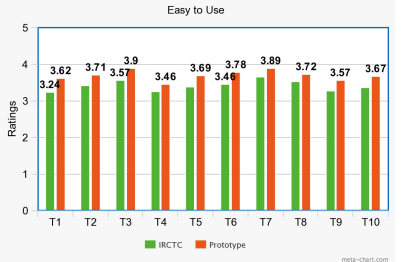 Easy to Use
Ratings
5
4
3
2
1
0
3.24 3.62 3.71 3.57 3.9 3.46 3.69 3.46 3.78 3.89 3.72 3.57 3.67
T1 T2 T3 T4 T5 T6 T7 T8 T9 T10
IRCTC Prototype
meta-chart.com